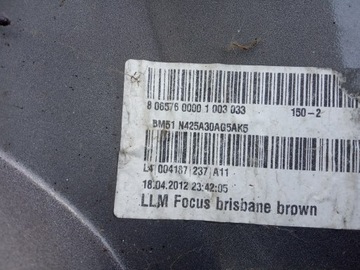 8 06576 0000 1 003 033 150-2
BM51 N425A30AG5AK5
L4 004187 237 A11
18.04.2012 23:42:05
LLM Focus brisbane brown